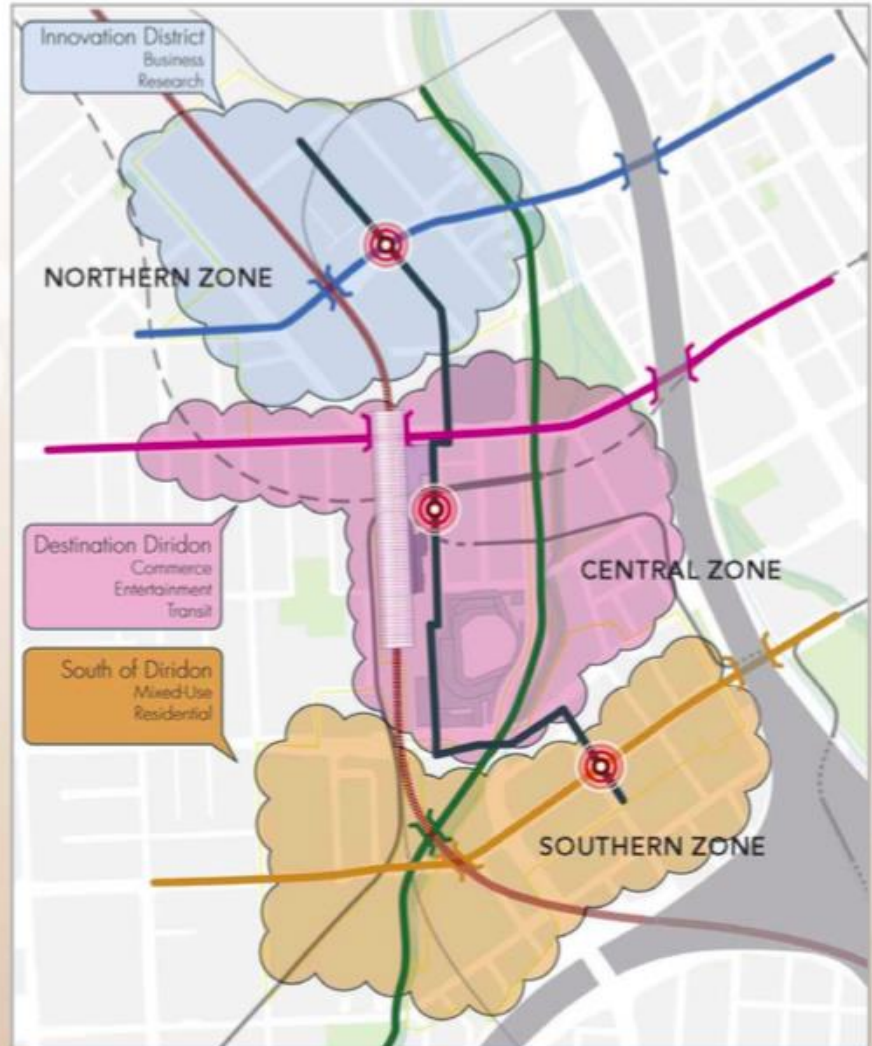 Innovation District
Business
Research
NORTHERN ZONE
Destination Diridon
Commerce
Entertainment
Transit
CENTRAL ZONE
South of Diridon
Mixed-Use
Residential
SOUTHERN ZONE